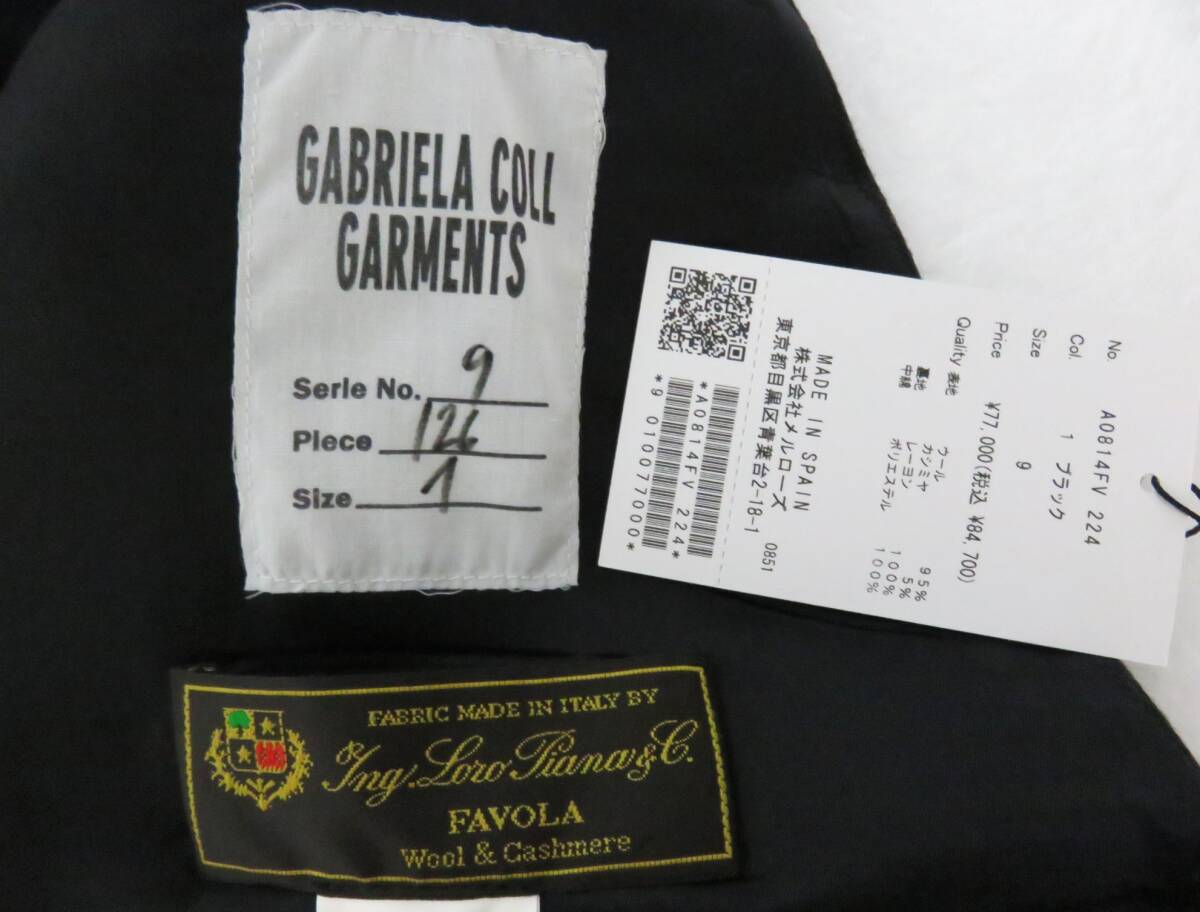 GABRIELA COLL
GARMENTS
Serie No. 9
Piece 126
Size 1
FABRIC MADE IN ITALY BY
Ing. Loro Piana & C.
FAVOLA
Wool & Cashmere
No. A0814FV 224
Col. 1 ブラック
Size 9
Price ¥77,000(税込 ¥84,700)
Quality 表地 ウール 95%
カシミヤ 5%
裏地 レーヨン 100%
中綿 ポリエステル 100%
MADE IN SPAIN
株式会社メルローズ 0851
東京都目黒区青葉台2-18-1
*A0814FV 224*
*9 010077000*